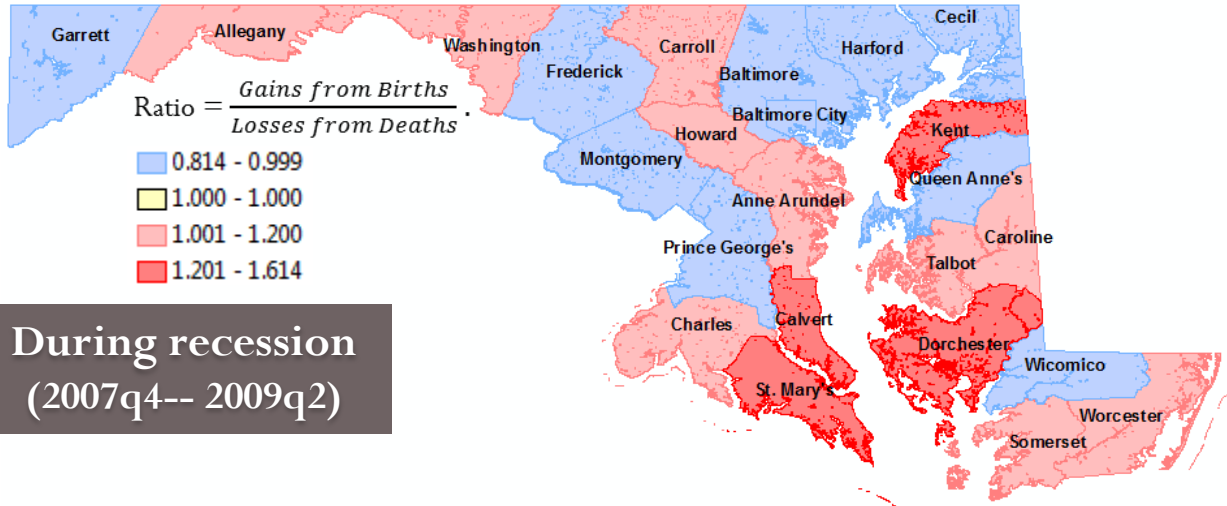 Garrett
Allegany
Washington
Frederick
Carroll
Baltimore
Harford
Cecil
Baltimore City
Howard
Montgomery
Kent
Queen Anne's
Anne Arundel
Prince George's
Caroline
Talbot
Charles
Calvert
Dorchester
St. Mary's
Wicomico
Worcester
Somerset
Ratio = Gains from Births
Losses from Deaths .
0.814 - 0.999
1.000 - 1.000
1.001 - 1.200
1.201 - 1.614
During recession
(2007q4-- 2009q2)